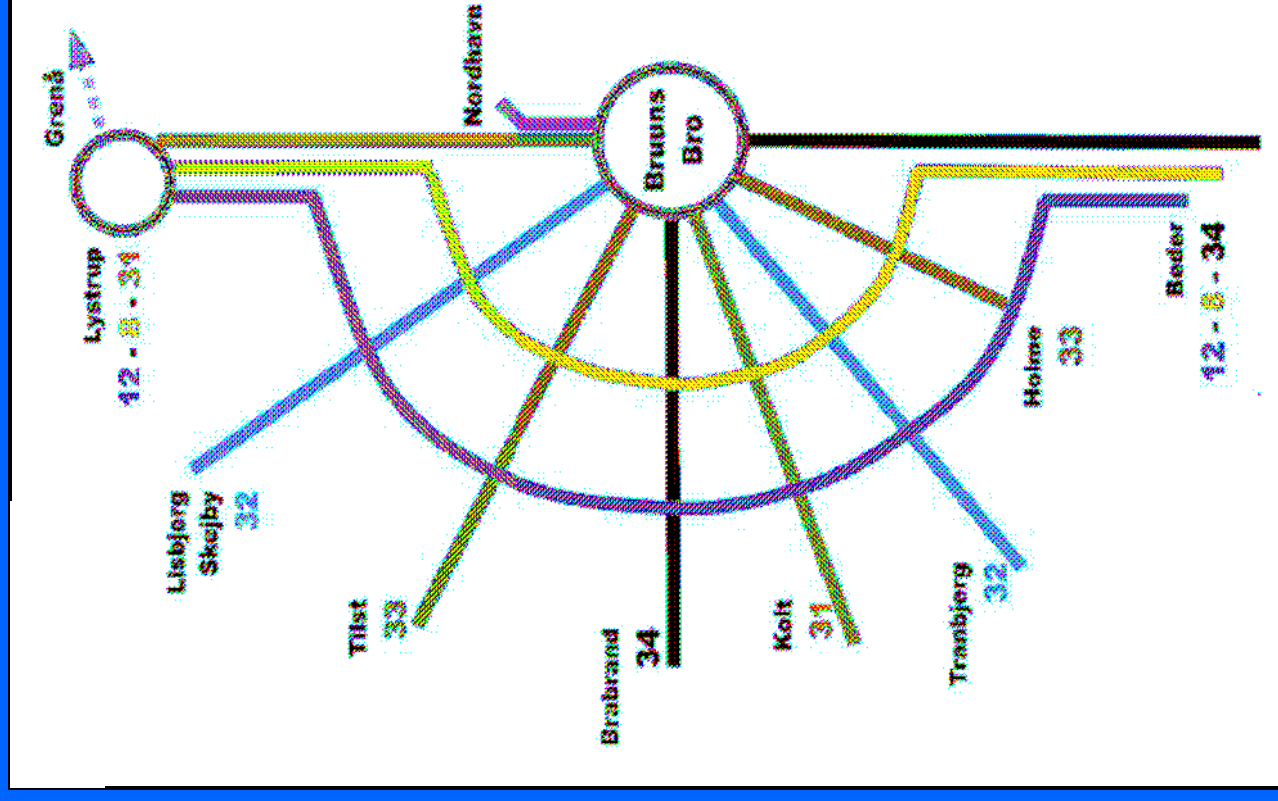 Grenå
Nordhavn
Bruuns
Bro
Lystrup
12 - 8 - 31
Lisbjerg
Skejby
32
Tilst
33
Brabrand
34
Kolt
31
Tranbjerg
32
Holme
33
Beder
12 - 8 - 34